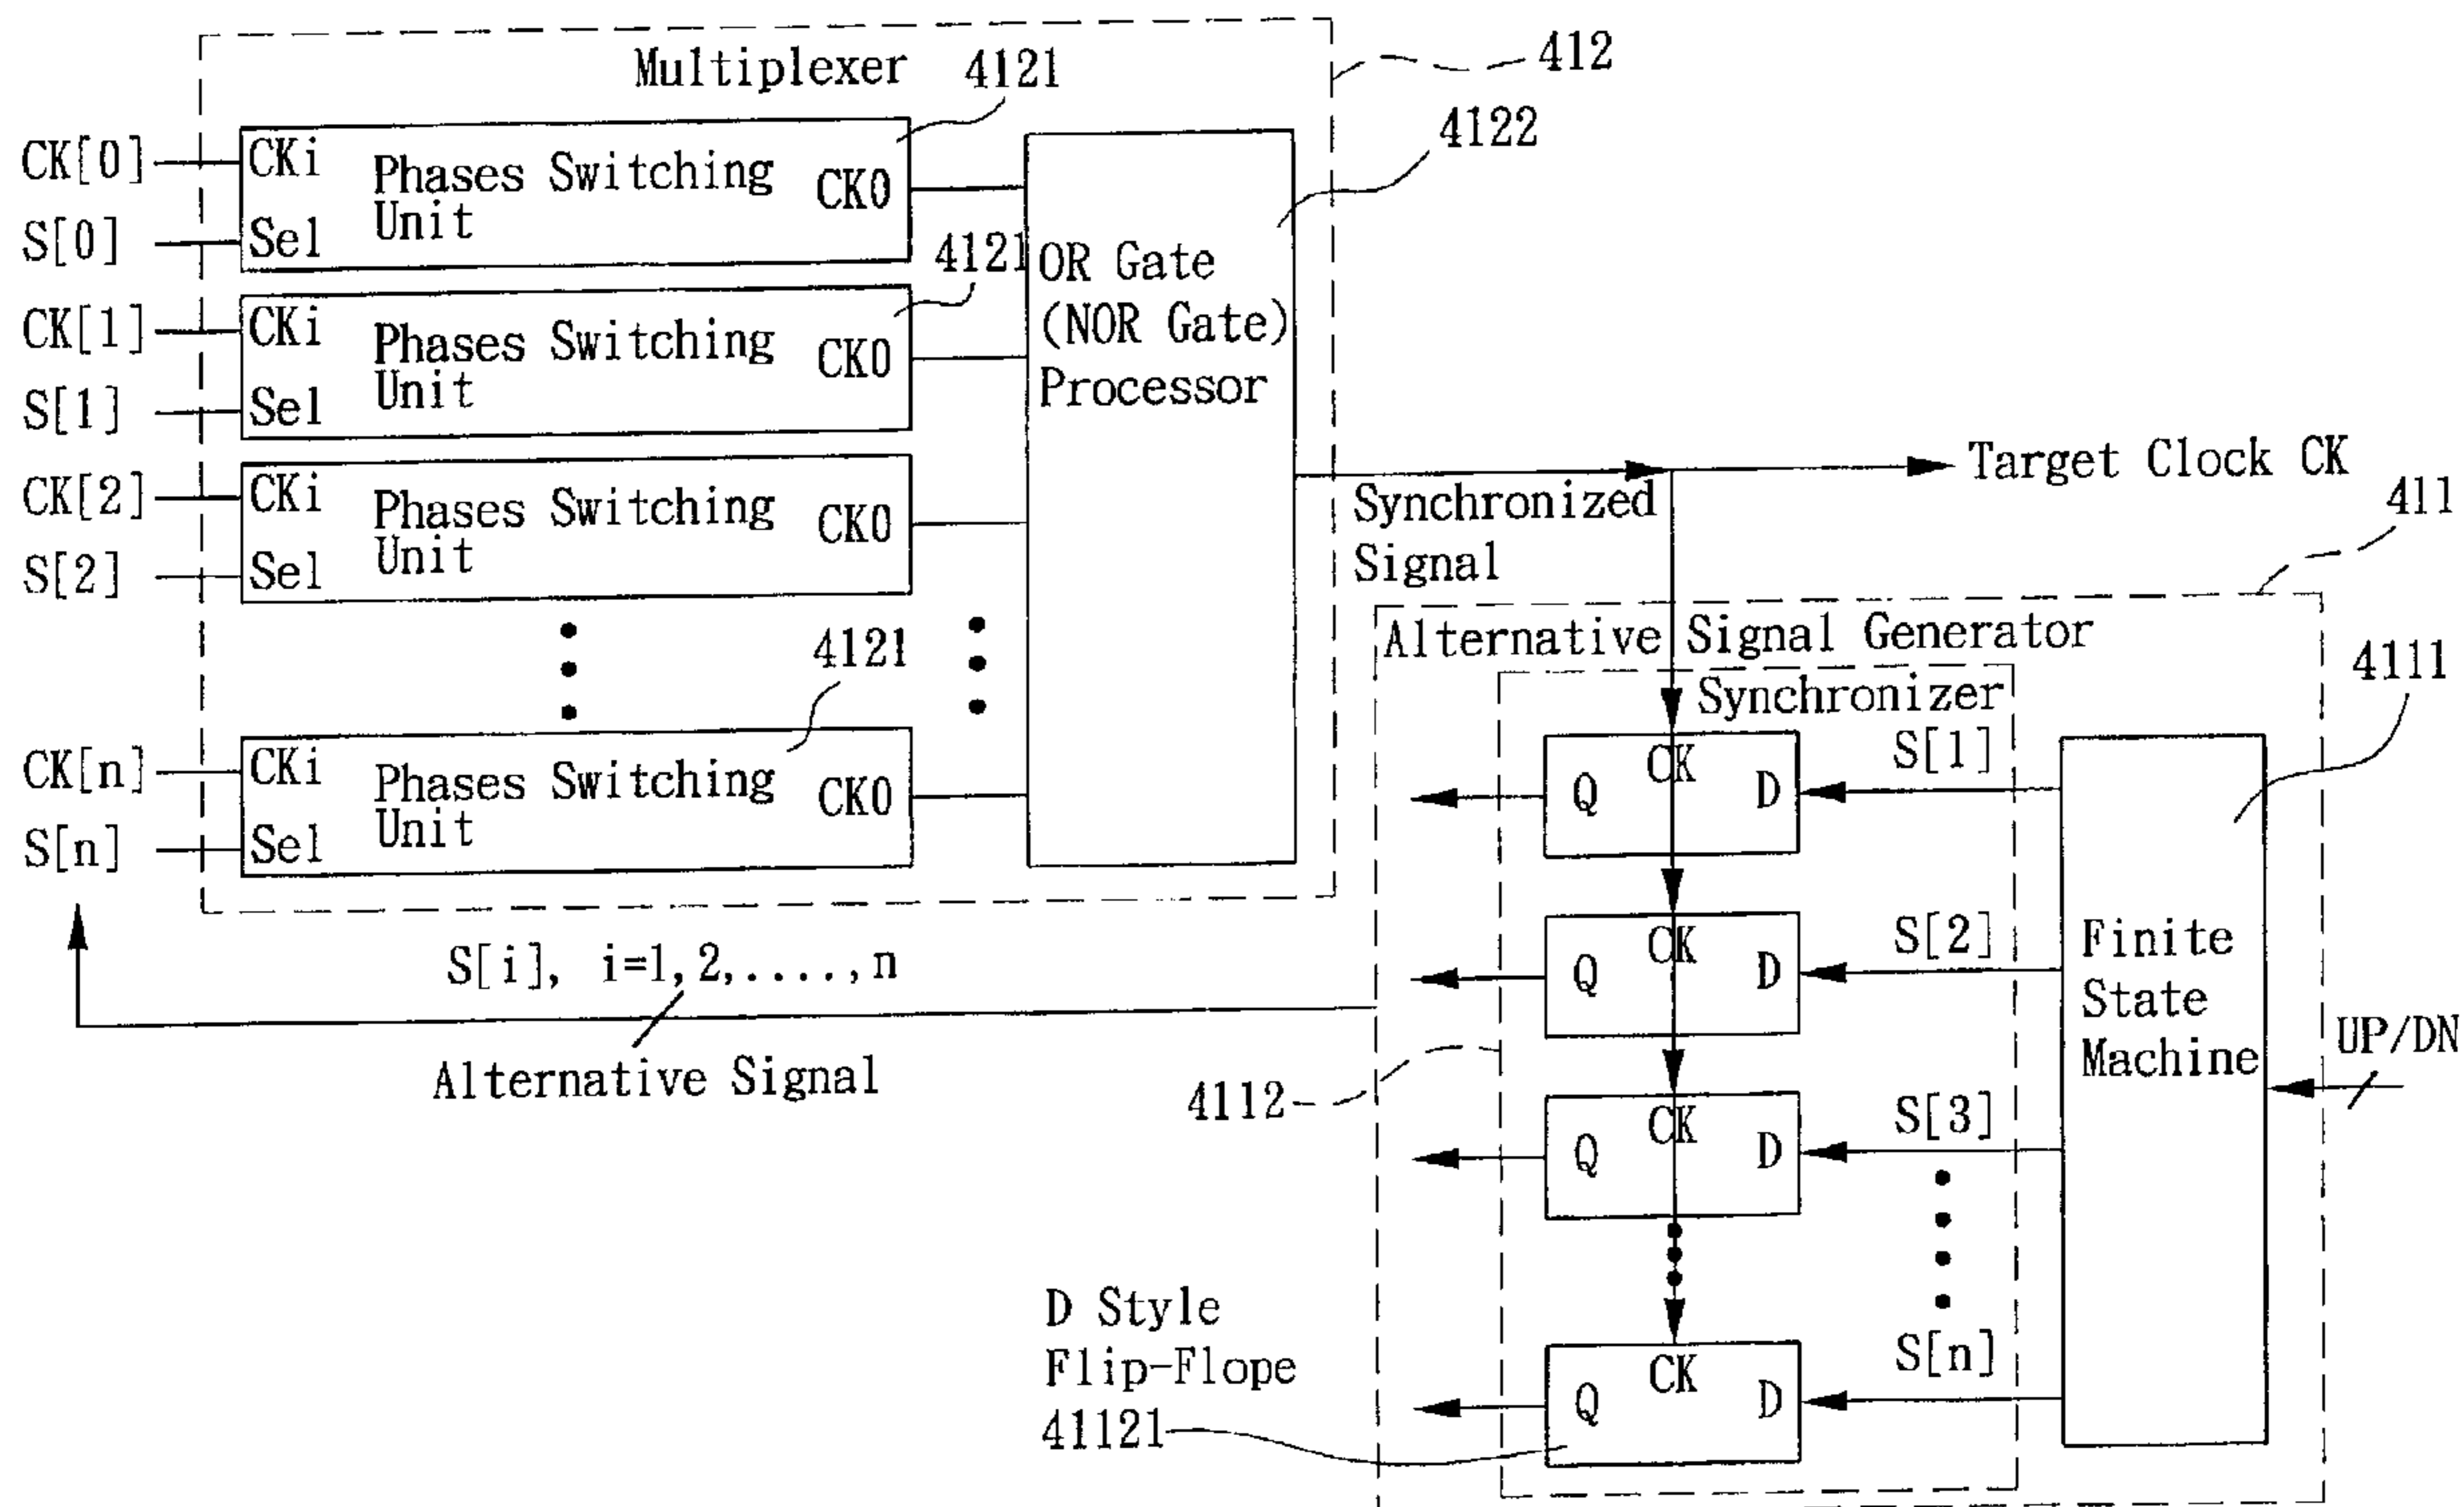 Multiplexer
4121
412
4122
CK[0]
CKi
Phases Switching
Unit
CK0
S[0]
Sel
4121
OR Gate
(NOR Gate)
Processor
CK[1]
CKi
Phases Switching
Unit
CK0
S[1]
Sel
CK[2]
CKi
Phases Switching
Unit
CK0
S[2]
Sel
Synchronized
Signal
Target Clock CK
411
4121
CK[n]
CKi
Phases Switching
Unit
CK0
S[n]
Sel
S[i], i=1,2,....,n
Alternative Signal
Alternative Signal Generator
4111
Synchronizer
Q
CK
D
S[1]
Q
CK
D
S[2]
Finite
State
Machine
UP/DN
4112
Q
CK
D
S[3]
D Style
Flip-Flope
41121
Q
CK
D
S[n]